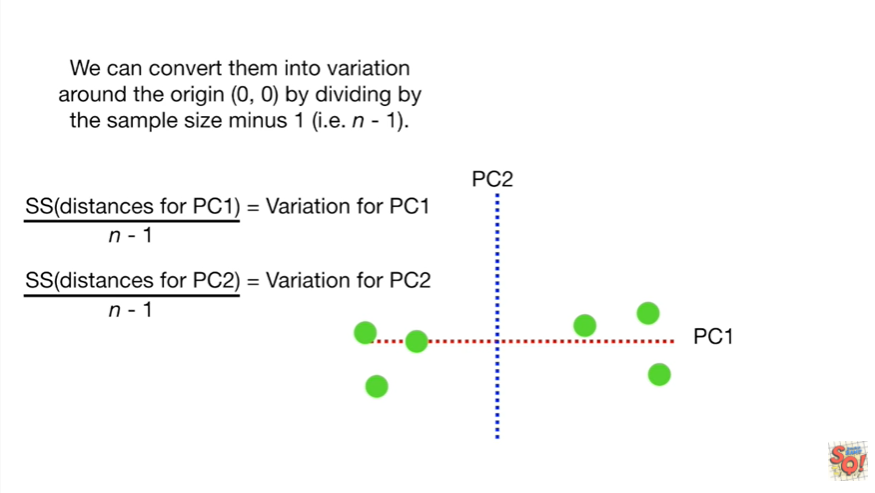 We can convert them into variation
around the origin (0, 0) by dividing by
the sample size minus 1 (i.e. n - 1).
PC2
SS(distances for PC1) = Variation for PC1
n - 1
SS(distances for PC2) = Variation for PC2
n - 1
PC1
SQ!